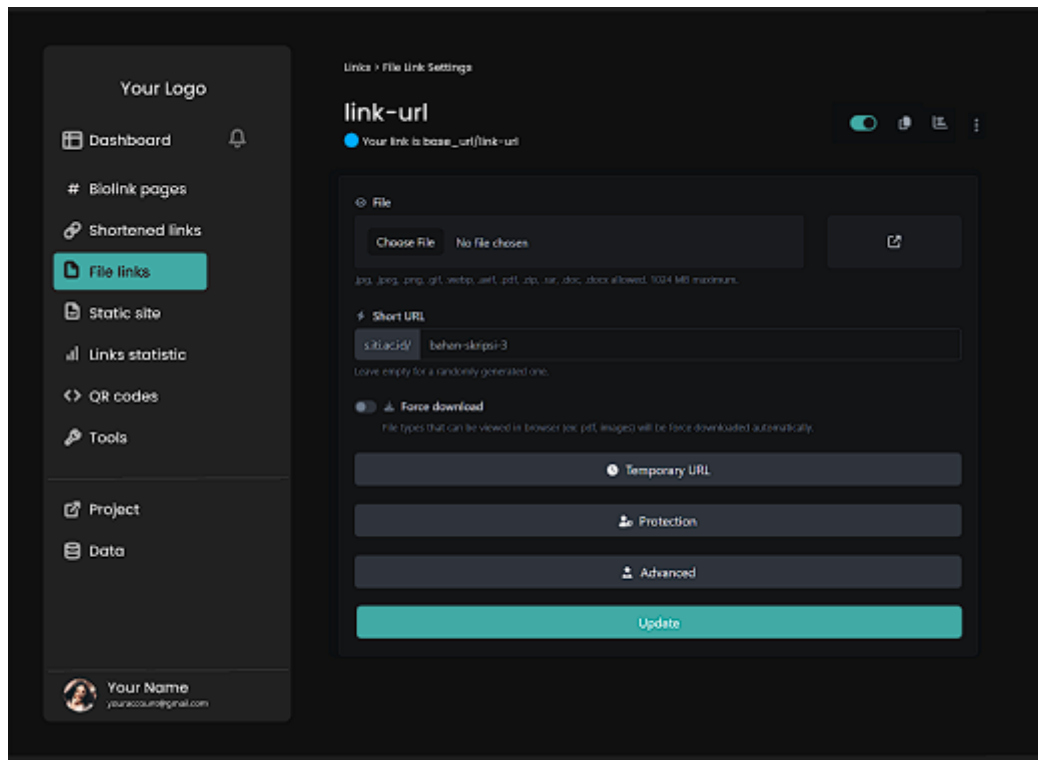 Your Logo
Dashboard
# Biolink pages
Shortened links
File links
Static site
Links statistic
<> QR codes
Tools
Project
Data
Your Name
Links > File Link Settings
link-url
Your link is base_url/link-url
File
Choose File No file chosen
.jpg, .jpeg, .png, .gif, .webp, .avif, .pdf, .zip, .rar, .doc, .docx allowed. 1024 MB maximum.
Short URL
s.iti.ac.id/ bahan-skripsi-3
Leave empty for a randomly generated one.
Force download
File types that can be viewed in browser (ex: pdf, images) will be force downloaded automatically.
Temporary URL
Protection
Advanced
Update